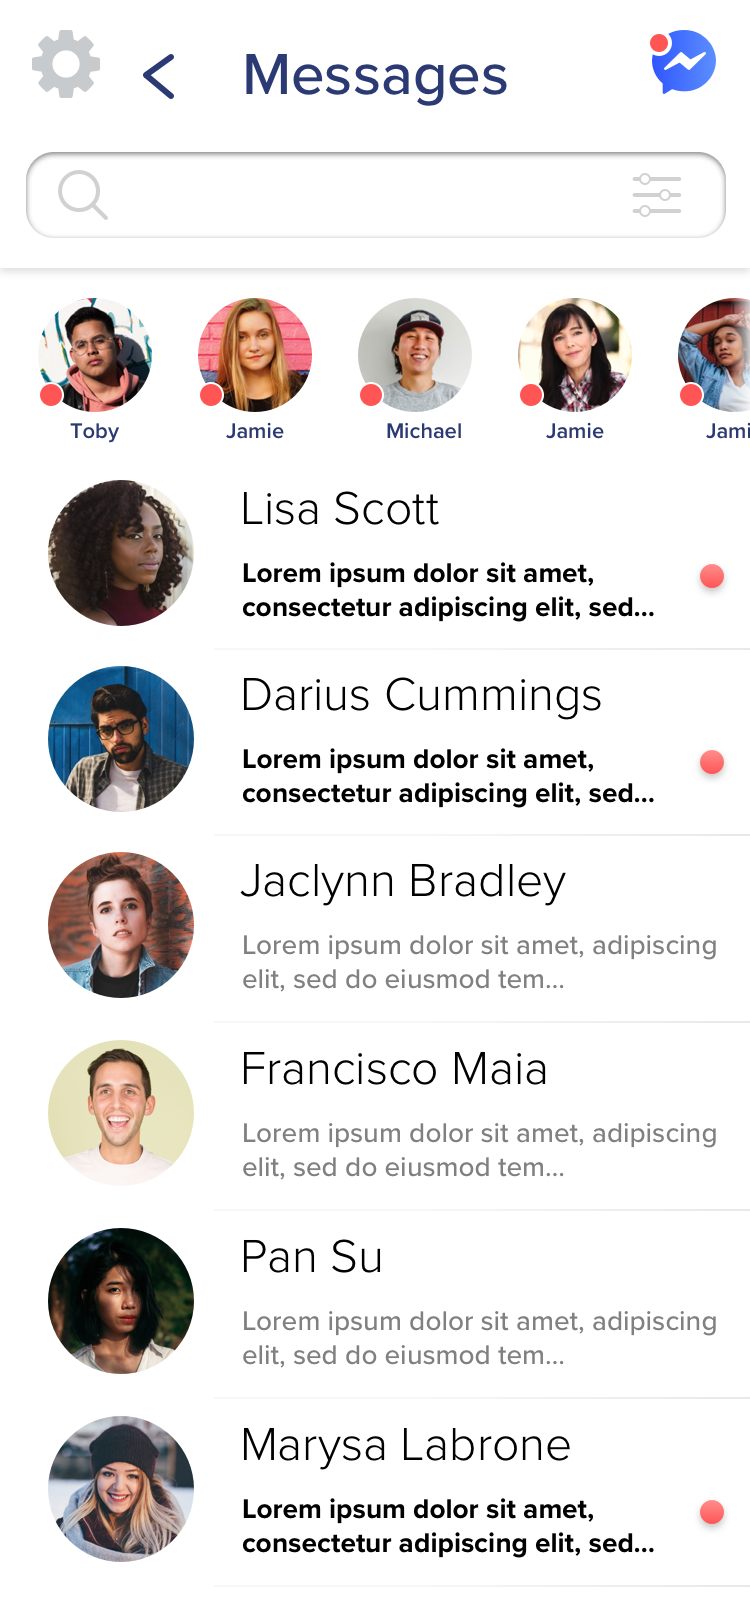 Messages
Toby
Jamie
Michael
Jamie
Jami
Lisa Scott
Lorem ipsum dolor sit amet,
consectetur adipiscing elit, sed...
Darius Cummings
Lorem ipsum dolor sit amet,
consectetur adipiscing elit, sed...
Jaclynn Bradley
Lorem ipsum dolor sit amet, adipiscing
elit, sed do eiusmod tem...
Francisco Maia
Lorem ipsum dolor sit amet, adipiscing
elit, sed do eiusmod tem...
Pan Su
Lorem ipsum dolor sit amet, adipiscing
elit, sed do eiusmod tem...
Marysa Labrone
Lorem ipsum dolor sit amet,
consectetur adipiscing elit, sed...